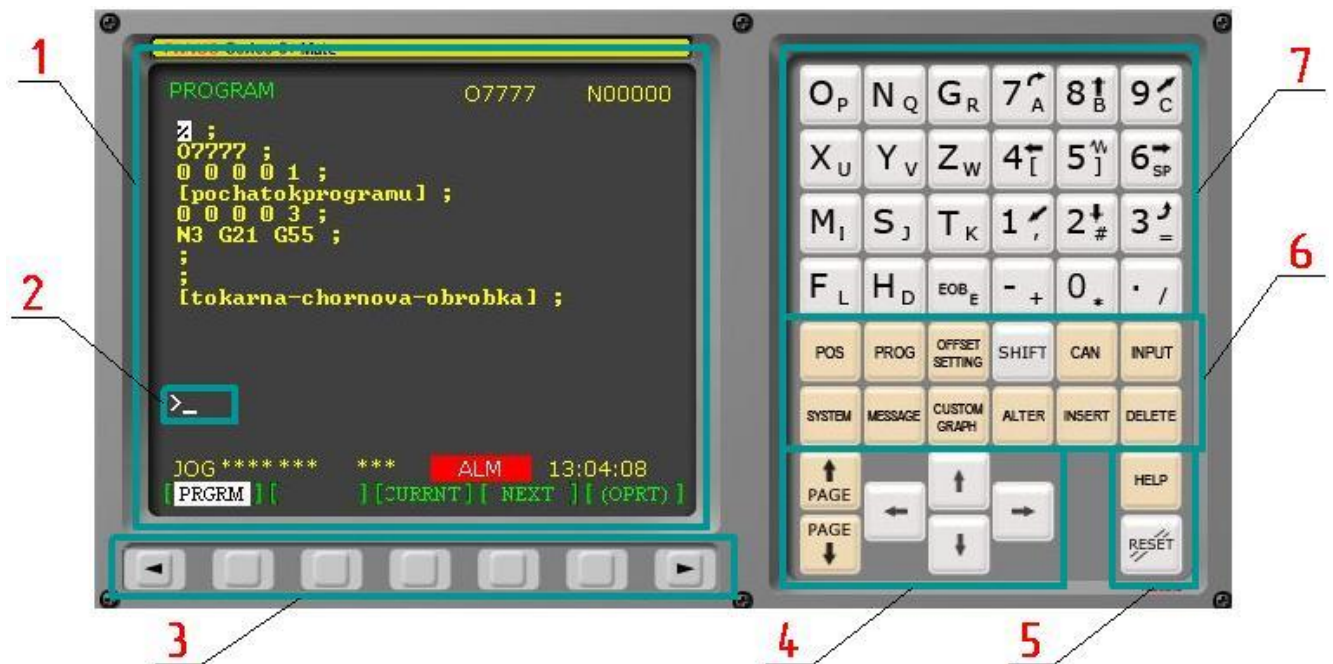 1
Series 0i Mate
PROGRAM O7777 N00000
% ;
O7777 ;
0 0 0 0 1 ;
[pochatokprogramu] ;
0 0 0 0 3 ;
N3 G21 G55 ;
;
;
[tokarna-chornova-obrobka] ;
2
>_
JOG ******* *** ALM 13:04:08
[ PRGRM ] [ ] [CURRNT] [ NEXT ] [ (OPRT) ]
3
7
O P N Q G R 7 A 8 B 9 C
X U Y V Z W 4 [ 5 ] 6 SP
M I S J T K 1 , 2 # 3 =
F L H D EOB E - + 0 * . /
6
POS PROG OFFSET SETTING SHIFT CAN INPUT
SYSTEM MESSAGE CUSTOM GRAPH ALTER INSERT DELETE
↑ PAGE ↑ HELP
← →
PAGE ↓ ↓ RESET
4
5